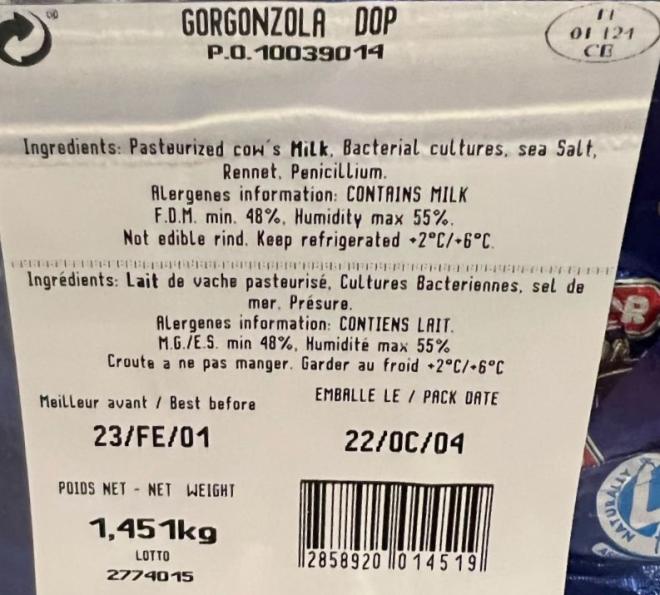 GORGONZOLA DOP
P.O.10039014
01 124
CB
Ingredients: Pasteurized cow's Milk, Bacterial cultures, sea Salt,
Rennet, Penicillium.
Alergenes information: CONTAINS MILK
F.D.M. min. 48%, Humidity max 55%.
Not edible rind. Keep refrigerated +2°C/+6°C.
Ingrédients: Lait de vache pasteurisé, Cultures Bacteriennes, sel de
mer, Présure.
Alergenes information: CONTIENS LAIT.
M.G./E.S. min 48%, Humidité max 55%
Croute a ne pas manger. Garder au froid +2°C/+6°C
Meilleur avant / Best before
EMBALLE LE / PACK DATE
23/FE/01
22/OC/04
POIDS NET - NET WEIGHT
1,451kg
LOTTO
2774015
2858920 014519
NATURALLY